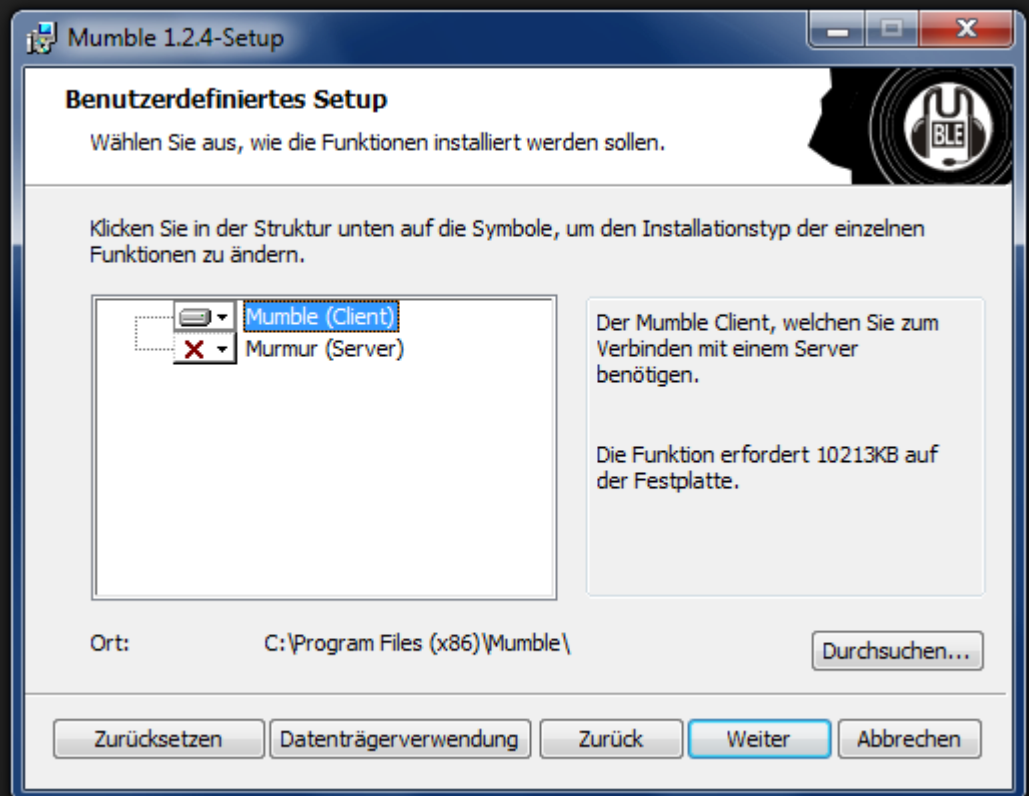 Mumble 1.2.4-Setup
Benutzerdefiniertes Setup
Wählen Sie aus, wie die Funktionen installiert werden sollen.
BLE
Klicken Sie in der Struktur unten auf die Symbole, um den Installationstyp der einzelnen
Funktionen zu ändern.
Mumble (Client)
Murmur (Server)
Der Mumble Client, welchen Sie zum
Verbinden mit einem Server
benötigen.
Die Funktion erfordert 10213KB auf
der Festplatte.
Ort: C:\Program Files (x86)\Mumble\
Durchsuchen...
Zurücksetzen Datenträgerverwendung Zurück Weiter Abbrechen